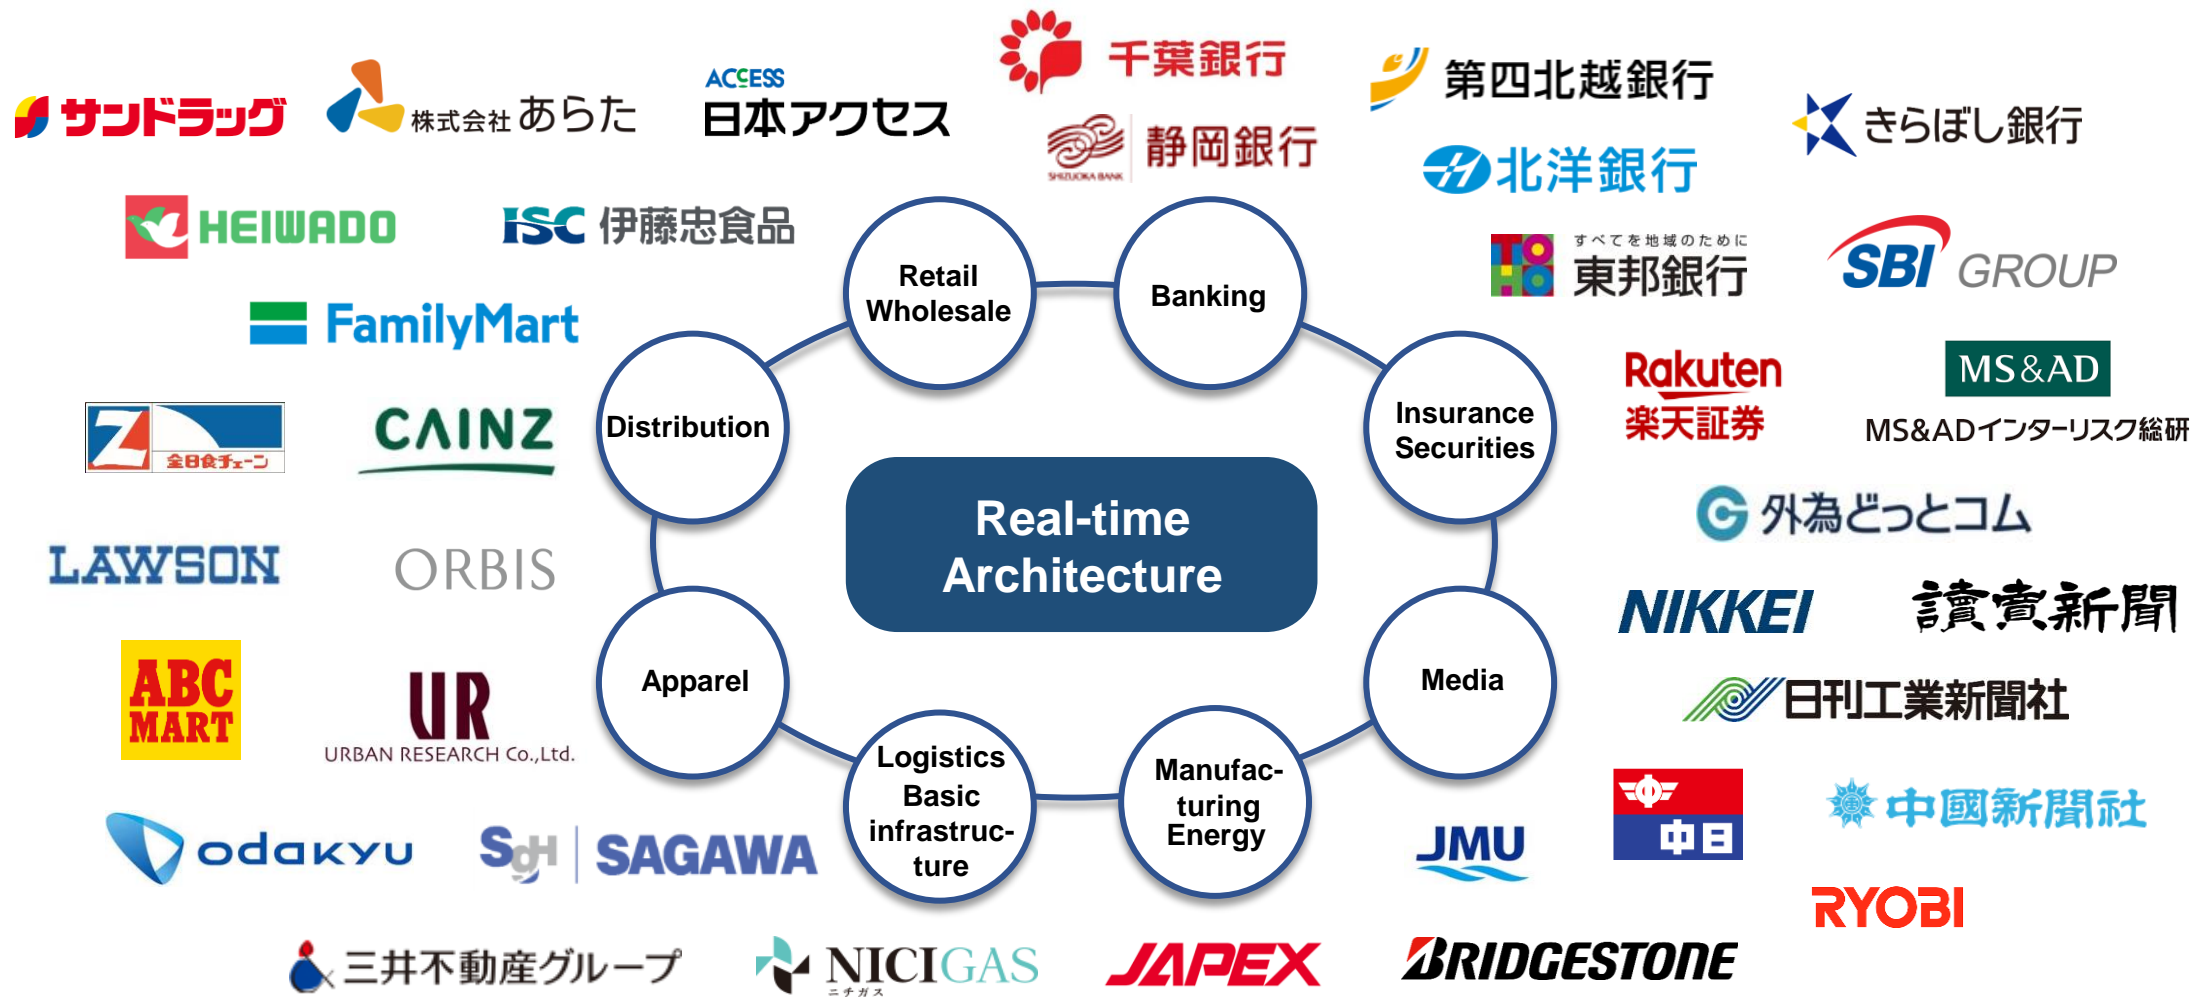 千葉銀行
第四北越銀行
ACCESS
日本アクセス
サンドラッグ
株式会社あらた
きらぼし銀行
静岡銀行
SHIZUOKA BANK
北洋銀行
HEIWADO
ISC 伊藤忠食品
すべてを地域のために
TOHO
東邦銀行
SBI GROUP
Retail
Wholesale
Banking
FamilyMart
Rakuten
楽天証券
MS&AD
MS&ADインターリスク総研
Z
全日食チェーン
CAINZ
Distribution
Insurance
Securities
Real-time
Architecture
外為どっとコム
LAWSON
ORBIS
NIKKEI
讀賣新聞
ABC
MART
UR
URBAN RESEARCH Co.,Ltd.
Apparel
Media
日刊工業新聞社
Logistics
Basic
infrastruc-
ture
Manufac-
turing
Energy
odakyu
SGH
SAGAWA
JMU
中
中日
中國新聞社
RYOBI
三井不動産グループ
NICIGAS
ニチガス
JAPEX
BRIDGESTONE